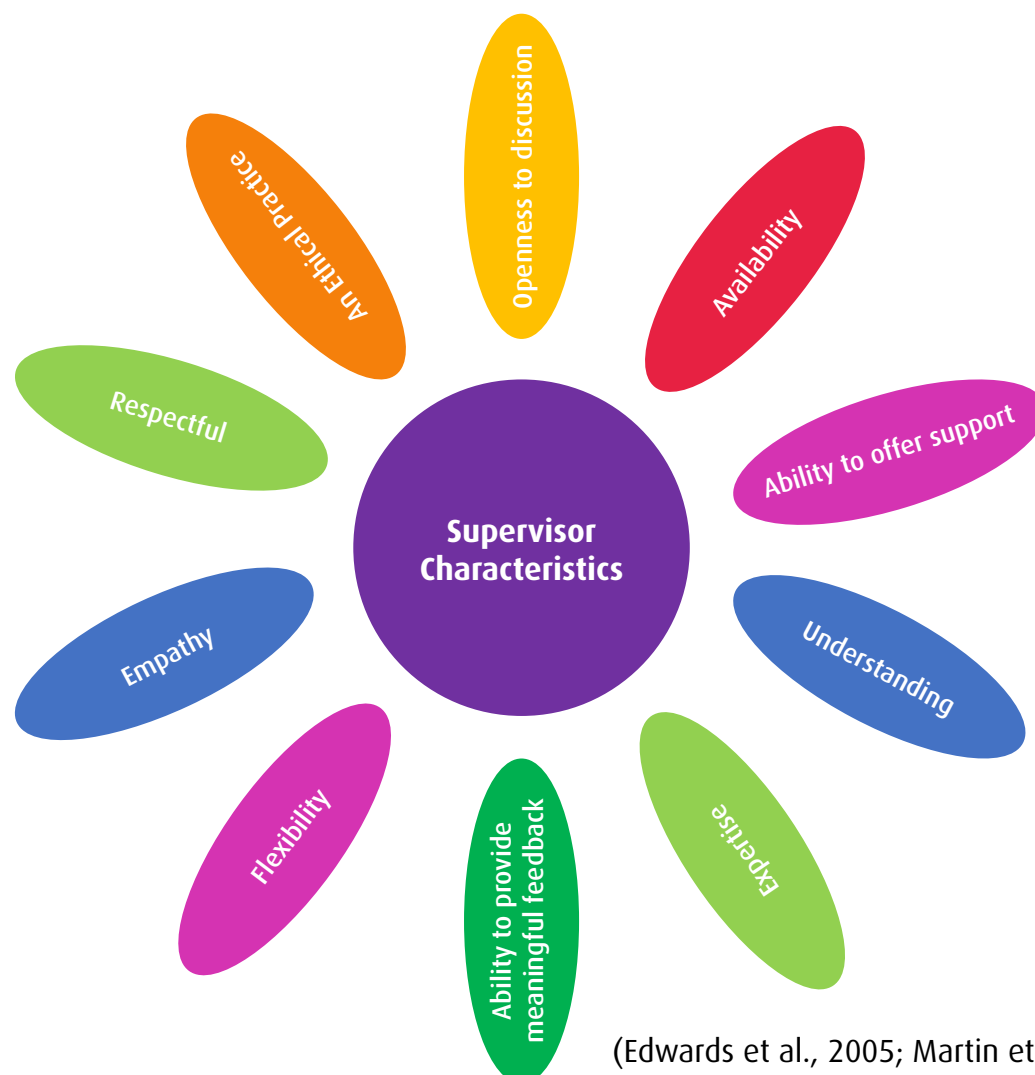 Openness to discussion
Availability
Ability to offer support
Understanding
Expertise
Ability to provide
meaningful feedback
Flexibility
Empathy
Respectful
An Ethical Practice
Supervisor
Characteristics
(Edwards et al., 2005; Martin et